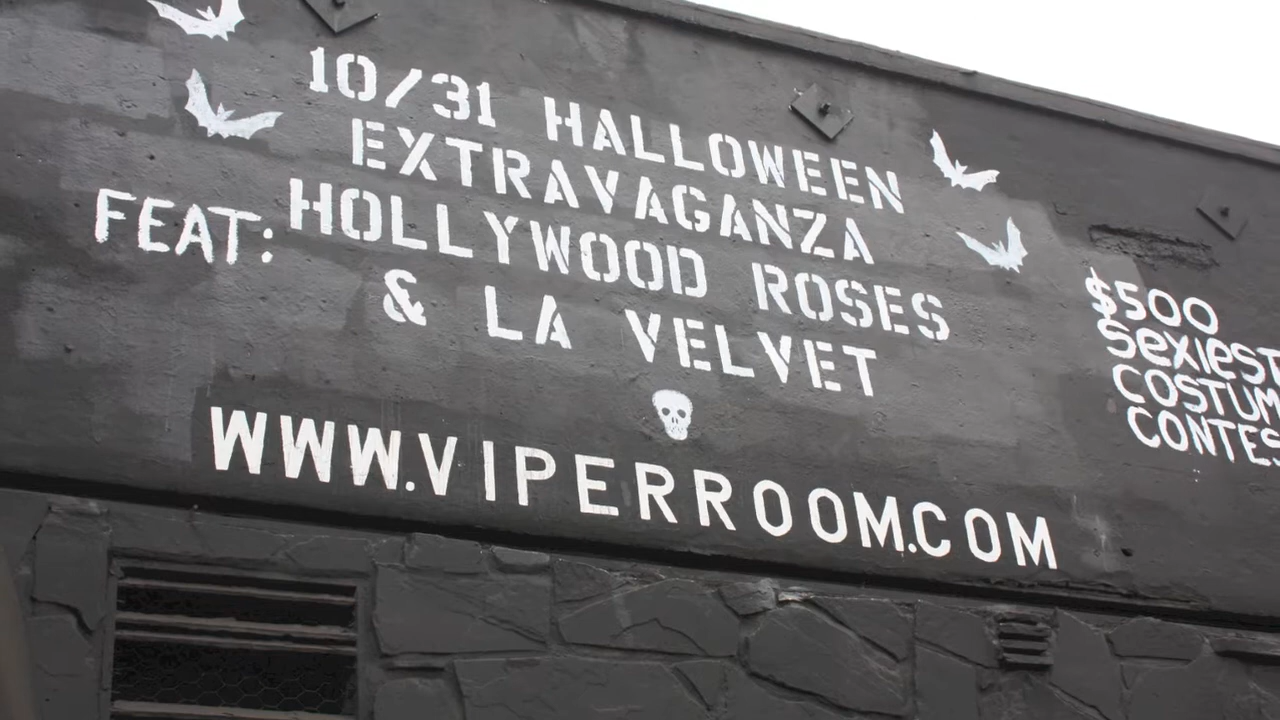 10/31 HALLOWEEN
EXTRAVAGANZA
FEAT: HOLLYWOOD ROSES
& LA VELVET
WWW.VIPERROOM.COM
$500
SEXIEST
COSTUM
CONTES